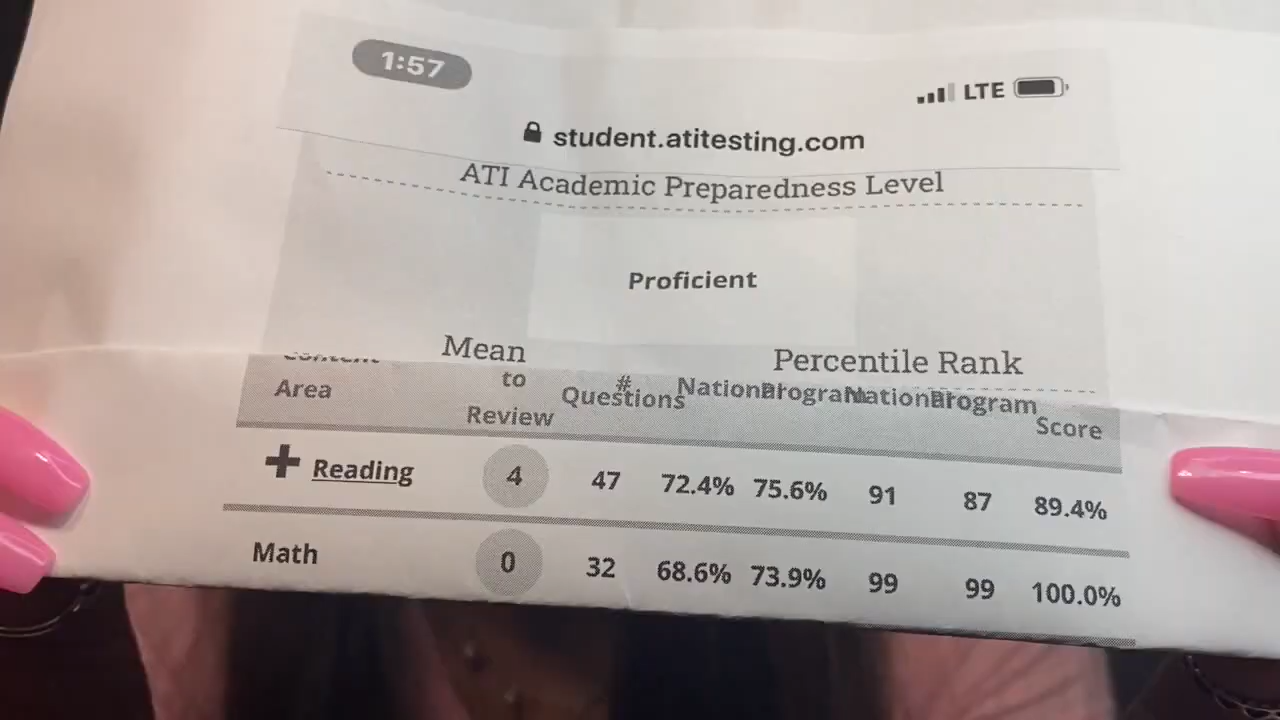 1:57 LTE
student.atitesting.com
ATI Academic Preparedness Level
Proficient
Mean Percentile Rank
Content to #
Area Review Questions National Program National Program Score
Reading 4 47 72.4% 75.6% 91 87 89.4%
Math 0 32 68.6% 73.9% 99 99 100.0%